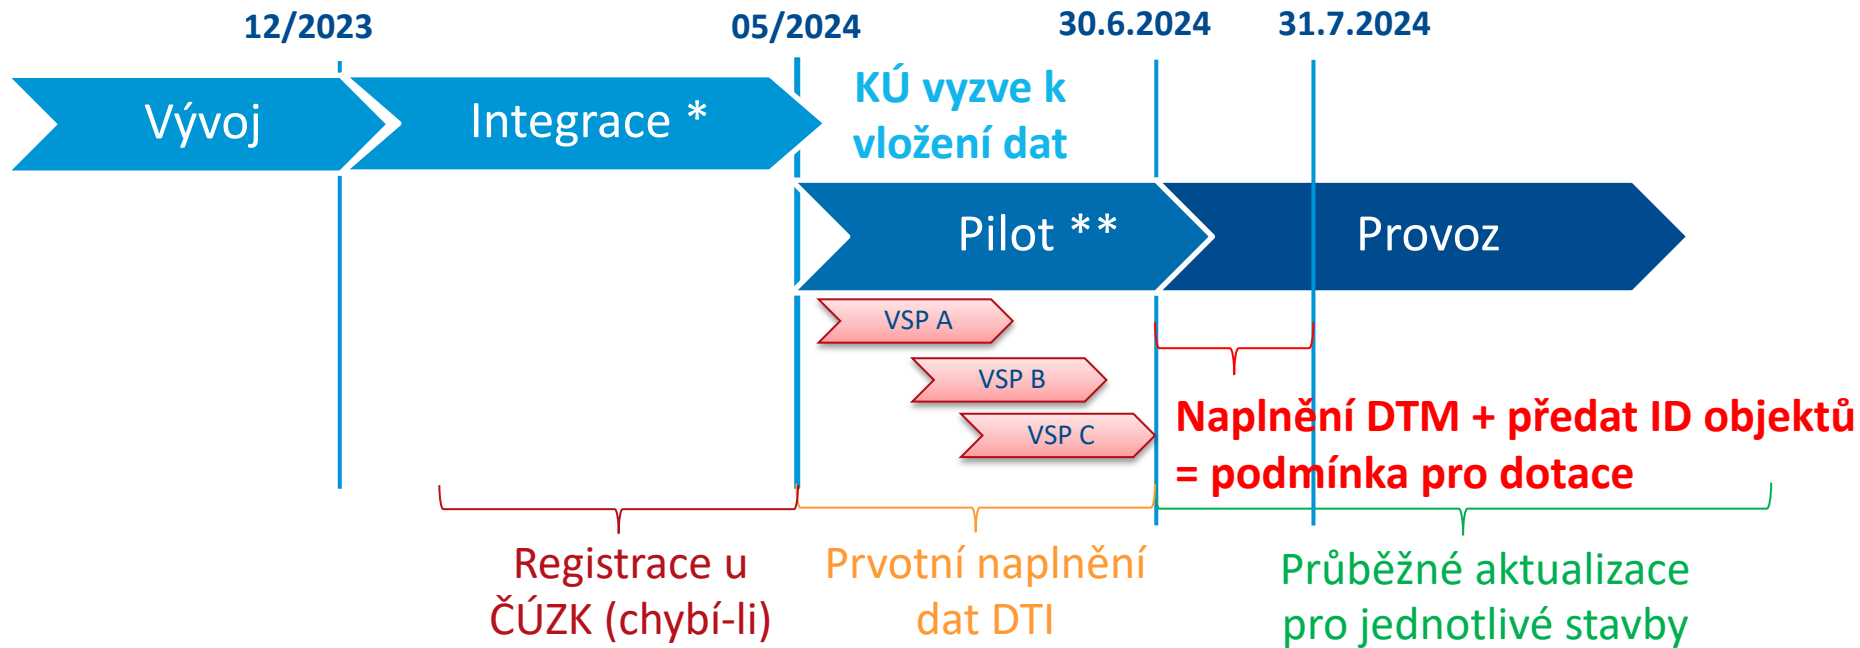 12/2023
05/2024
30.6.2024
31.7.2024
Vývoj
Integrace *
KÚ vyzve k
vložení dat
Pilot **
Provoz
VSP A
VSP B
VSP C
Naplnění DTM + předat ID objektů
= podmínka pro dotace
Registrace u
ČÚZK (chybí-li)
Prvotní naplnění
dat DTI
Průběžné aktualizace
pro jednotlivé stavby